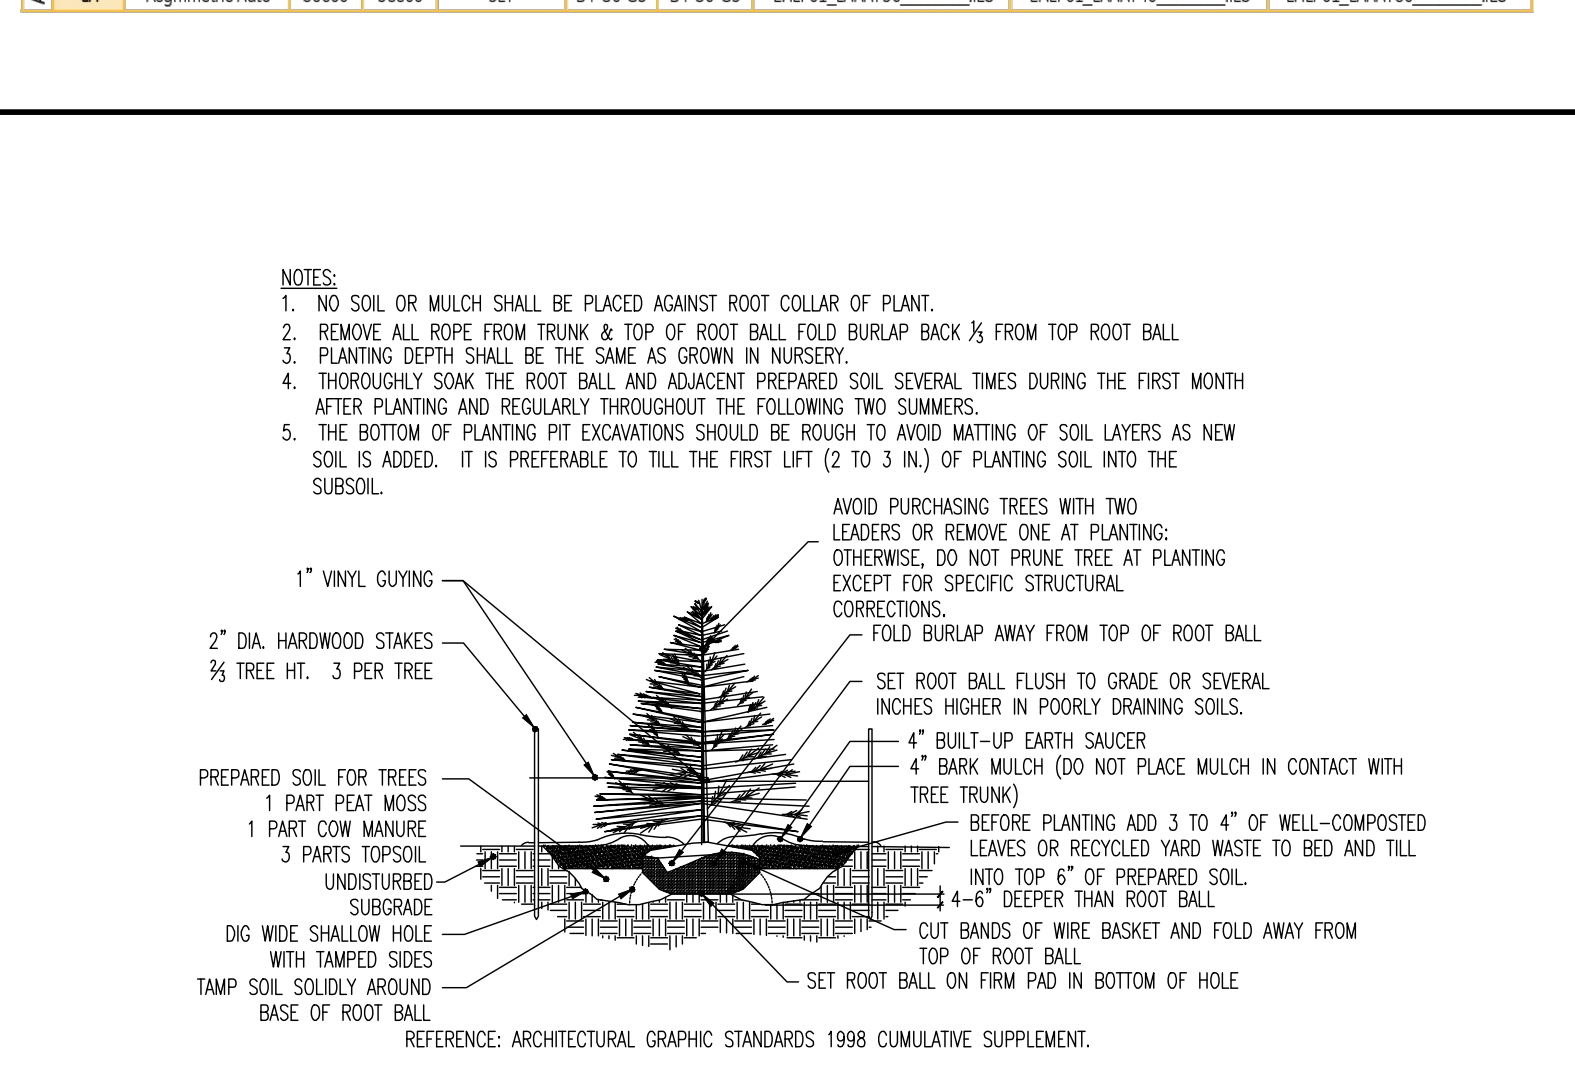 NOTES:
1. NO SOIL OR MULCH SHALL BE PLACED AGAINST ROOT COLLAR OF PLANT.
2. REMOVE ALL ROPE FROM TRUNK & TOP OF ROOT BALL FOLD BURLAP BACK ⅓ FROM TOP ROOT BALL
3. PLANTING DEPTH SHALL BE THE SAME AS GROWN IN NURSERY.
4. THOROUGHLY SOAK THE ROOT BALL AND ADJACENT PREPARED SOIL SEVERAL TIMES DURING THE FIRST MONTH
AFTER PLANTING AND REGULARLY THROUGHOUT THE FOLLOWING TWO SUMMERS.
5. THE BOTTOM OF PLANTING PIT EXCAVATIONS SHOULD BE ROUGH TO AVOID MATTING OF SOIL LAYERS AS NEW
SOIL IS ADDED. IT IS PREFERABLE TO TILL THE FIRST LIFT (2 TO 3 IN.) OF PLANTING SOIL INTO THE
SUBSOIL.
AVOID PURCHASING TREES WITH TWO
LEADERS OR REMOVE ONE AT PLANTING:
OTHERWISE, DO NOT PRUNE TREE AT PLANTING
EXCEPT FOR SPECIFIC STRUCTURAL
CORRECTIONS.
1” VINYL GUYING
2” DIA. HARDWOOD STAKES
⅔ TREE HT. 3 PER TREE
FOLD BURLAP AWAY FROM TOP OF ROOT BALL
SET ROOT BALL FLUSH TO GRADE OR SEVERAL
INCHES HIGHER IN POORLY DRAINING SOILS.
4” BUILT-UP EARTH SAUCER
4” BARK MULCH (DO NOT PLACE MULCH IN CONTACT WITH
TREE TRUNK)
PREPARED SOIL FOR TREES
1 PART PEAT MOSS
1 PART COW MANURE
3 PARTS TOPSOIL
BEFORE PLANTING ADD 3 TO 4” OF WELL-COMPOSTED
LEAVES OR RECYCLED YARD WASTE TO BED AND TILL
INTO TOP 6” OF PREPARED SOIL.
UNDISTURBED
SUBGRADE
4-6” DEEPER THAN ROOT BALL
DIG WIDE SHALLOW HOLE
WITH TAMPED SIDES
CUT BANDS OF WIRE BASKET AND FOLD AWAY FROM
TOP OF ROOT BALL
TAMP SOIL SOLIDLY AROUND
BASE OF ROOT BALL
SET ROOT BALL ON FIRM PAD IN BOTTOM OF HOLE
REFERENCE: ARCHITECTURAL GRAPHIC STANDARDS 1998 CUMULATIVE SUPPLEMENT.